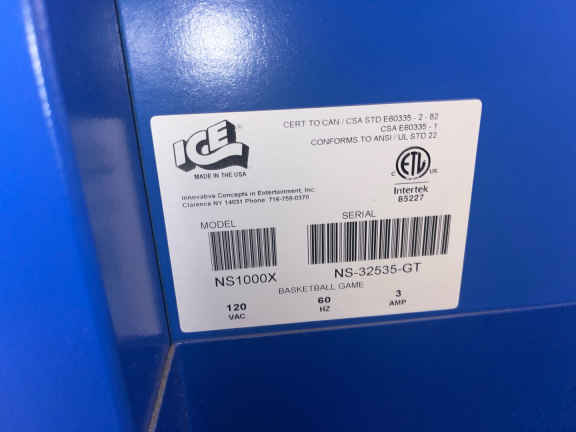 CERT TO CAN / CSA STD E60335 - 2 - 82
CSA E60335 - 1
CONFORMS TO ANSI / UL STD 22
ICE
MADE IN THE USA
Innovative Concepts in Entertainment, Inc.
Clarence NY 14031 Phone 716-759-0370
C ETL US
Intertek
85227
MODEL
SERIAL
NS1000X
NS-32535-GT
BASKETBALL GAME
120 60 3
VAC HZ AMP